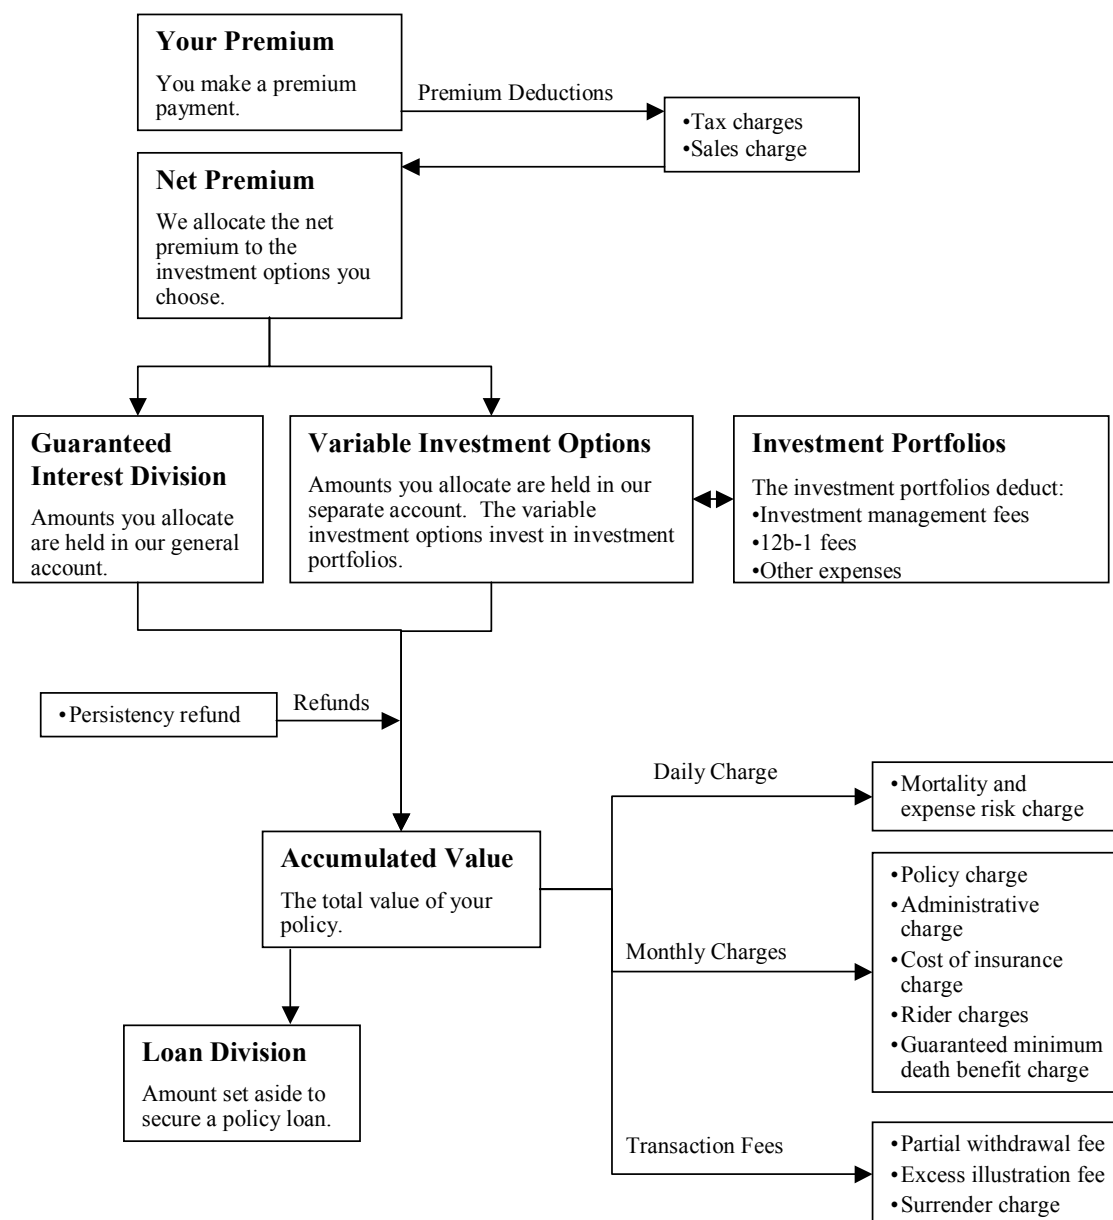 Your Premium
You make a premium
payment.
Premium Deductions
•Tax charges
•Sales charge
Net Premium
We allocate the net
premium to the
investment options you
choose.
Guaranteed
Interest Division
Amounts you allocate
are held in our general
account.
Variable Investment Options
Amounts you allocate are held in our
separate account.  The variable
investment options invest in investment
portfolios.
Investment Portfolios
The investment portfolios deduct:
•Investment management fees
•12b-1 fees
•Other expenses
•Persistency refund
Refunds
Daily Charge
•Mortality and
expense risk charge
Accumulated Value
The total value of your
policy.
Monthly Charges
•Policy charge
•Administrative
charge
•Cost of insurance
charge
•Rider charges
•Guaranteed minimum
death benefit charge
Loan Division
Amount set aside to
secure a policy loan.
Transaction Fees
•Partial withdrawal fee
•Excess illustration fee
•Surrender charge